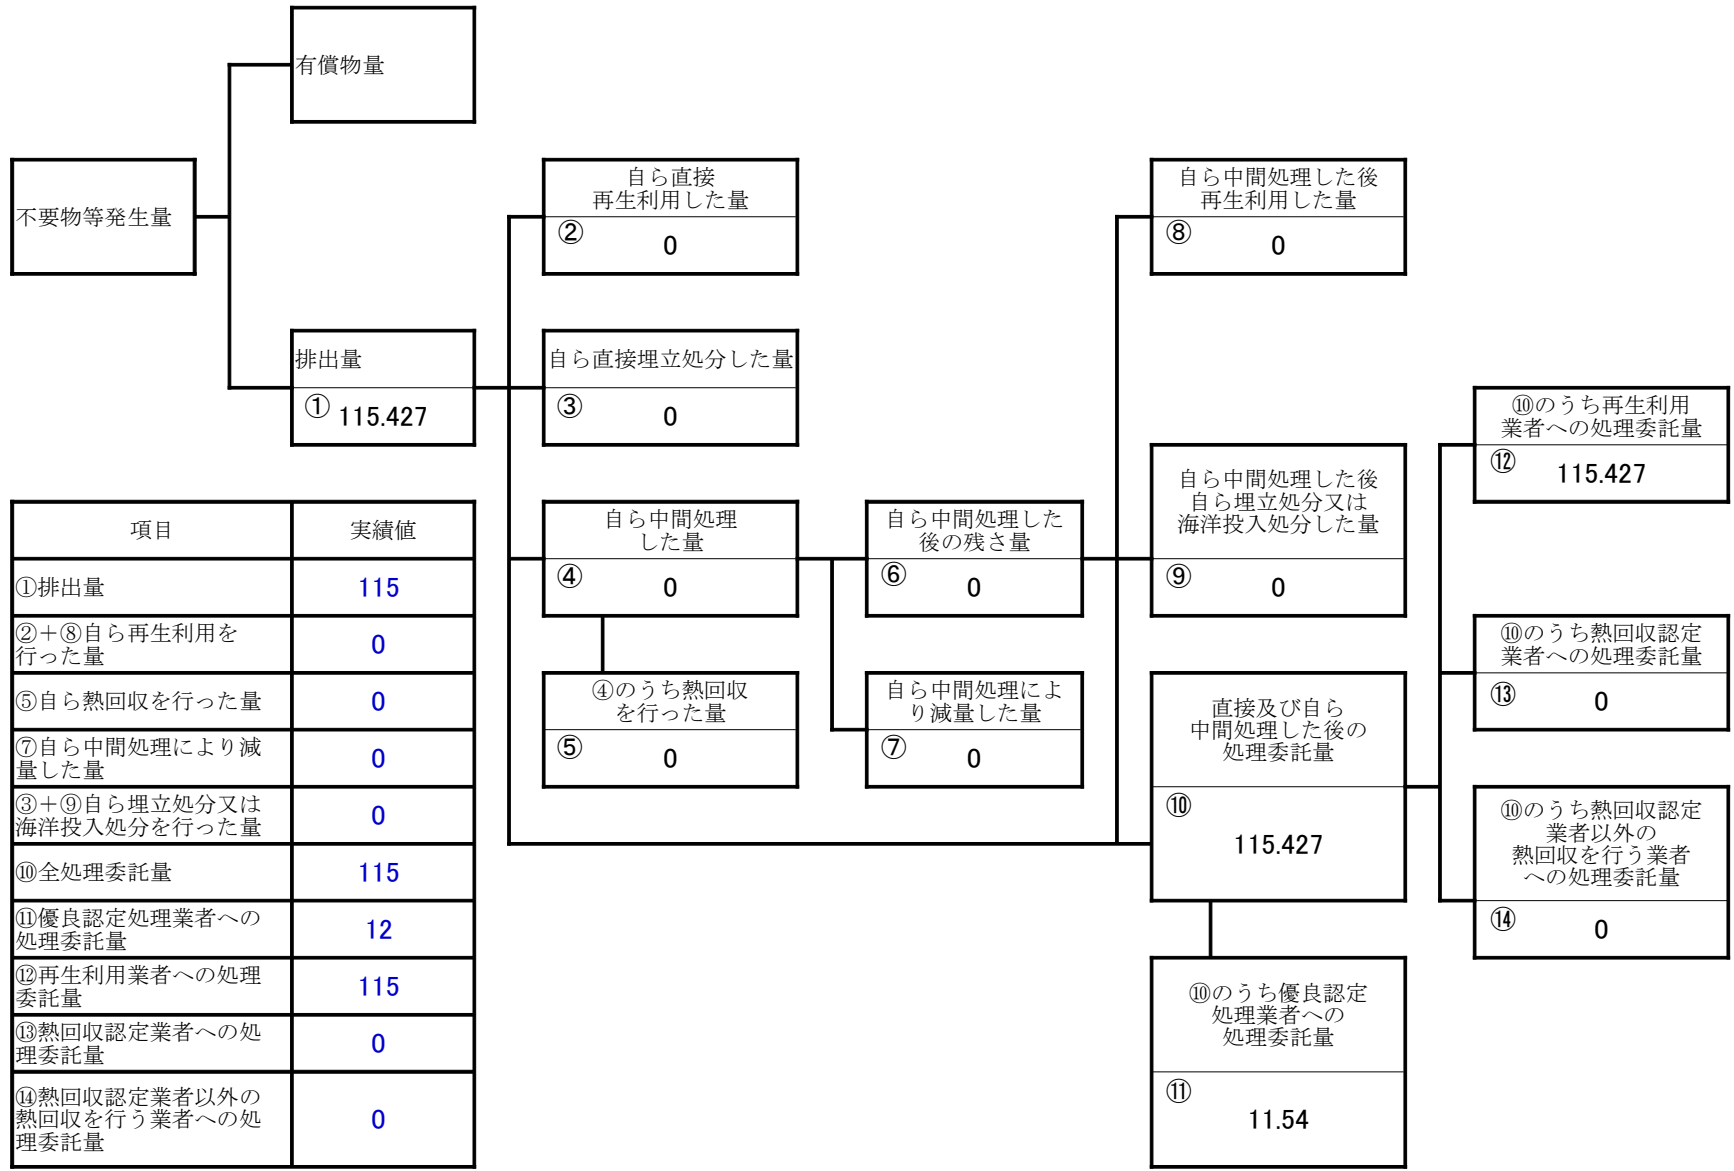 有償物量
不要物等発生量
排出量
①
115.427
自ら直接
再生利用した量
②
0
自ら直接埋立処分した量
③
0
自ら中間処理
した量
④
0
④のうち熱回収
を行った量
⑤
0
自ら中間処理した
後の残さ量
⑥
0
自ら中間処理によ
り減量した量
⑦
0
自ら中間処理した後
再生利用した量
⑧
0
自ら中間処理した後
自ら埋立処分又は
海洋投入処分した量
⑨
0
直接及び自ら
中間処理した後の
処理委託量
⑩
115.427
⑩のうち優良認定
処理業者への
処理委託量
⑪
11.54
⑩のうち再生利用
業者への処理委託量
⑫
115.427
⑩のうち熱回収認定
業者への処理委託量
⑬
0
⑩のうち熱回収認定
業者以外の
熱回収を行う業者
への処理委託量
⑭
0
項目 実績値
①排出量 115
②＋⑧自ら再生利用を
行った量 0
⑤自ら熱回収を行った量 0
⑦自ら中間処理により減
量した量 0
③＋⑨自ら埋立処分又は
海洋投入処分を行った量 0
⑩全処理委託量 115
⑪優良認定処理業者への
処理委託量 12
⑫再生利用業者への処理
委託量 115
⑬熱回収認定業者への処
理委託量 0
⑭熱回収認定業者以外の
熱回収を行う業者への処
理委託量 0